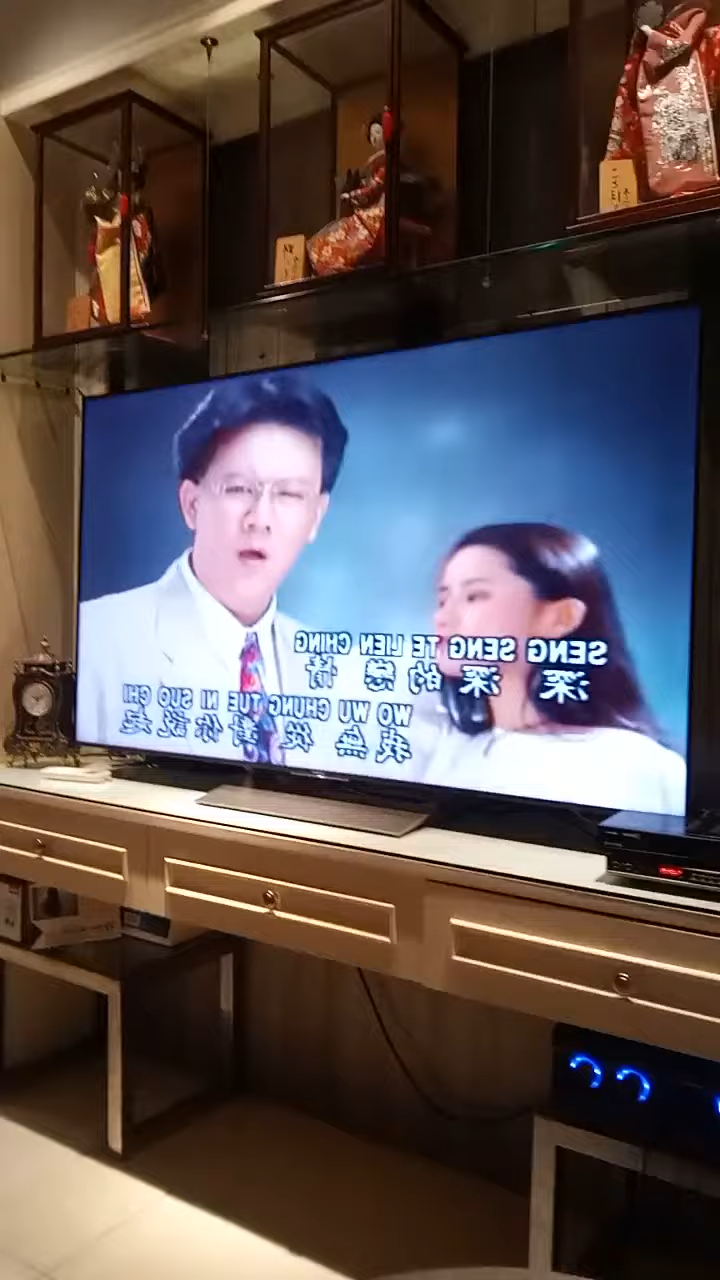 SENG SENG TE LIEN CHING
深 深 的 戀 情
WO WU CHUNG TUE NI SUO CHI
我 無 從 對 你 說 起